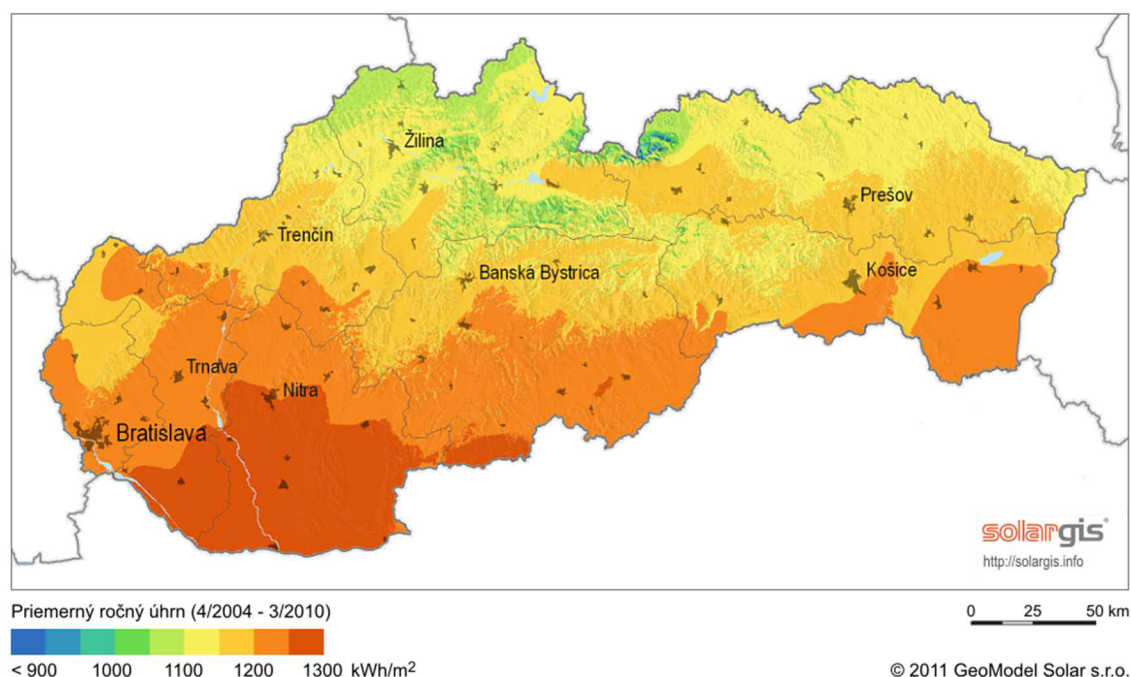 Žilina
Prešov
Trenčín
Banská Bystrica
Košice
Trnava
Nitra
Bratislava
solargis
http://solargis.info
Priemerný ročný úhrn (4/2004 - 3/2010)
0 25 50 km
< 900 1000 1100 1200 1300 kWh/m²
© 2011 GeoModel Solar s.r.o.